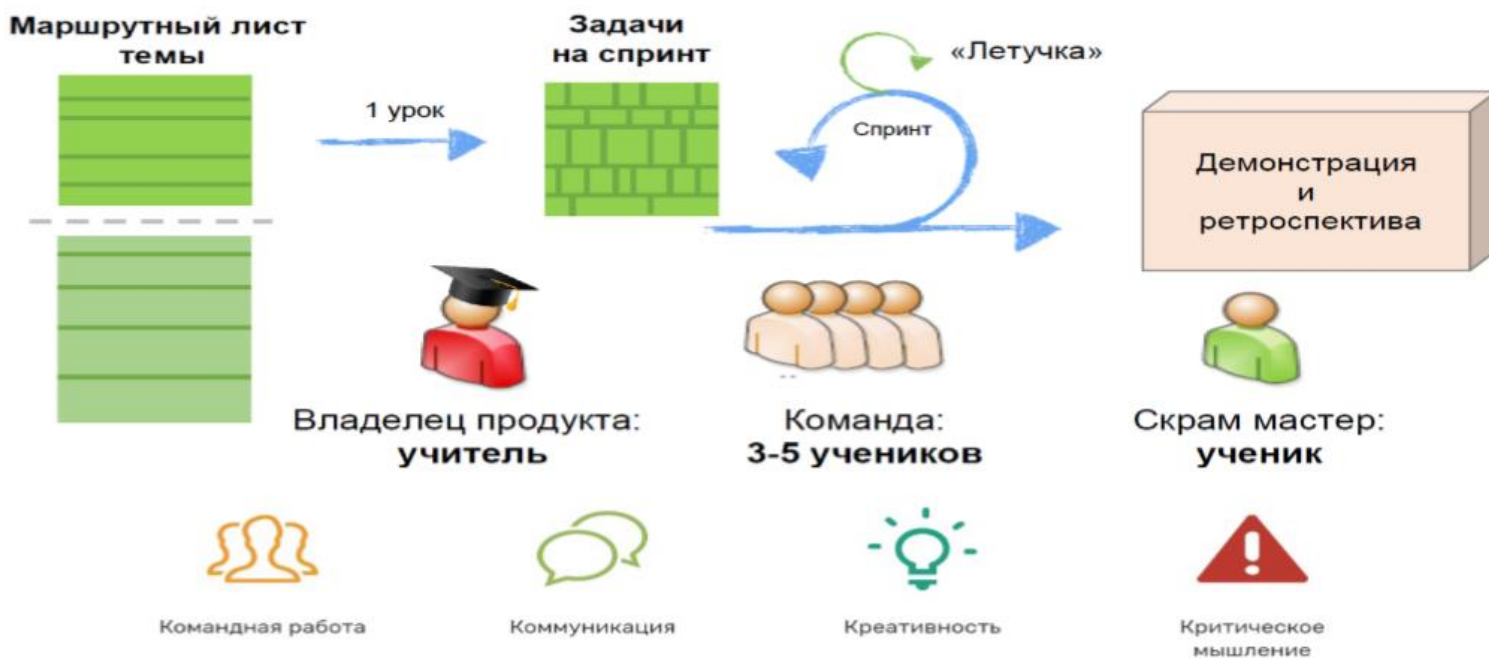 Маршрутный лист
темы
Задачи
на спринт
«Летучка»
1 урок
Спринт
Демонстрация
и
ретроспектива
Владелец продукта:
учитель
Команда:
3-5 учеников
Скрам мастер:
ученик
Командная работа
Коммуникация
Креативность
Критическое
мышление